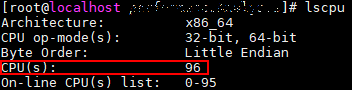 [root@localhost ]# lscpu
Architecture: x86_64
CPU op-mode(s): 32-bit, 64-bit
Byte Order: Little Endian
CPU(s): 96
On-line CPU(s) list: 0-95